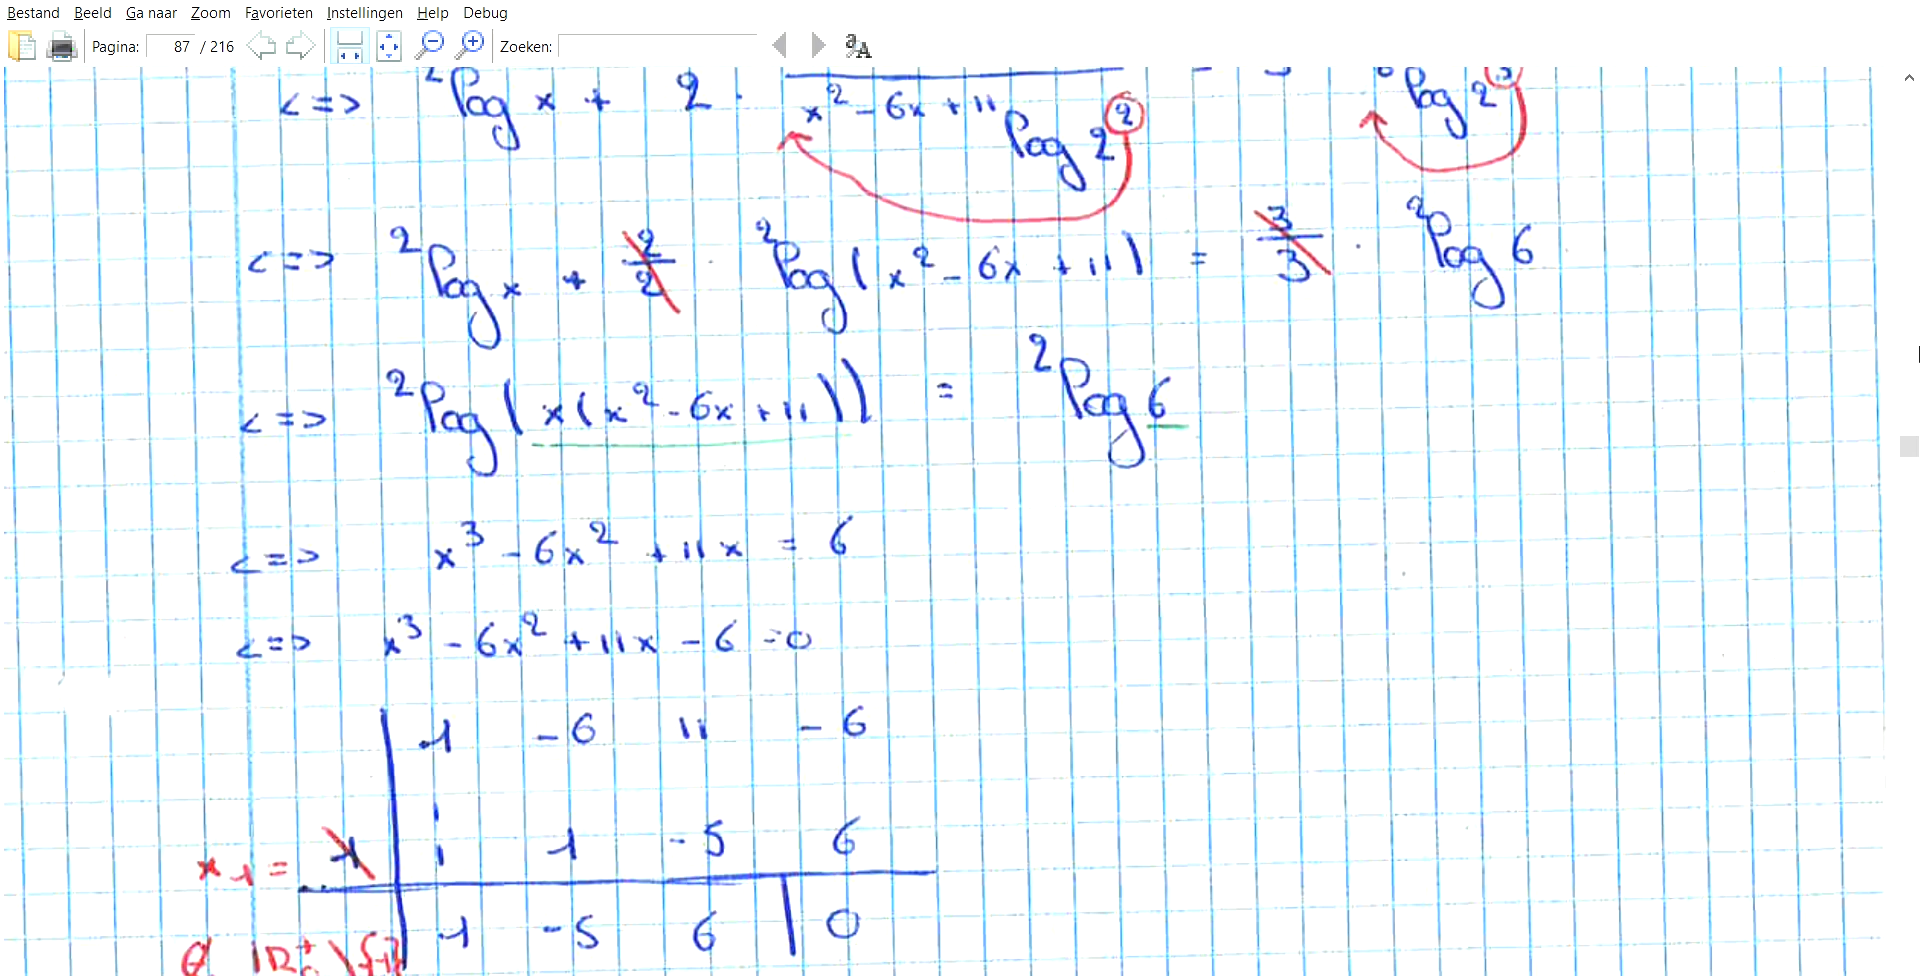 Bestand Beeld Ga naar Zoom Favorieten Instellingen Help Debug
Pagina: 87 / 216 Zoeken:
<=> ²log x + 2 · x² - 6x + 11 log 2² = log 2
<=> ²log x + 2/2 · ²log(x² - 6x + 11) = 3/3 · ²log 6
<=> ²log(x(x² - 6x + 11)) = ²log 6
<=> x³ - 6x² + 11x = 6
<=> x³ - 6x² + 11x - 6 = 0
1 -6 11 -6
x₁ = 1 1 -5 6
1 -5 6 0